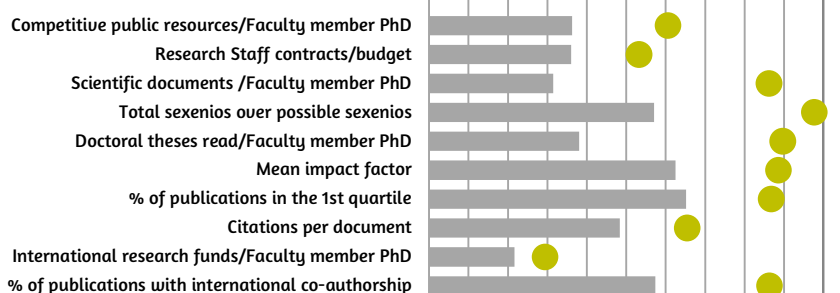 Competitive public resources/Faculty member PhD
Research Staff contracts/budget
Scientific documents /Faculty member PhD
Total sexenios over possible sexenios
Doctoral theses read/Faculty member PhD
Mean impact factor
% of publications in the 1st quartile
Citations per document
International research funds/Faculty member PhD
% of publications with international co-authorship